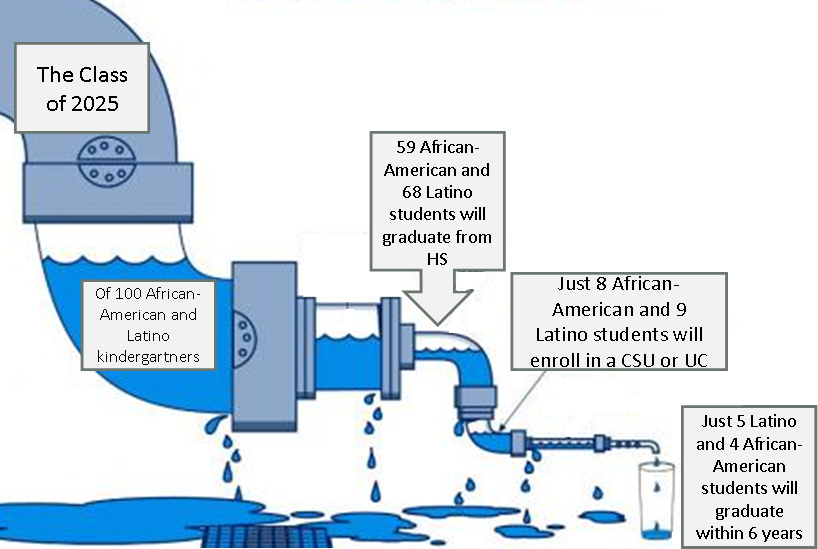 The Class
of 2025
Of 100 African-
American and
Latino
kindergartners
59 African-
American and
68 Latino
students will
graduate from
HS
Just 8 African-
American and 9
Latino students will
enroll in a CSU or UC
Just 5 Latino
and 4 African-
American
students will
graduate
within 6 years